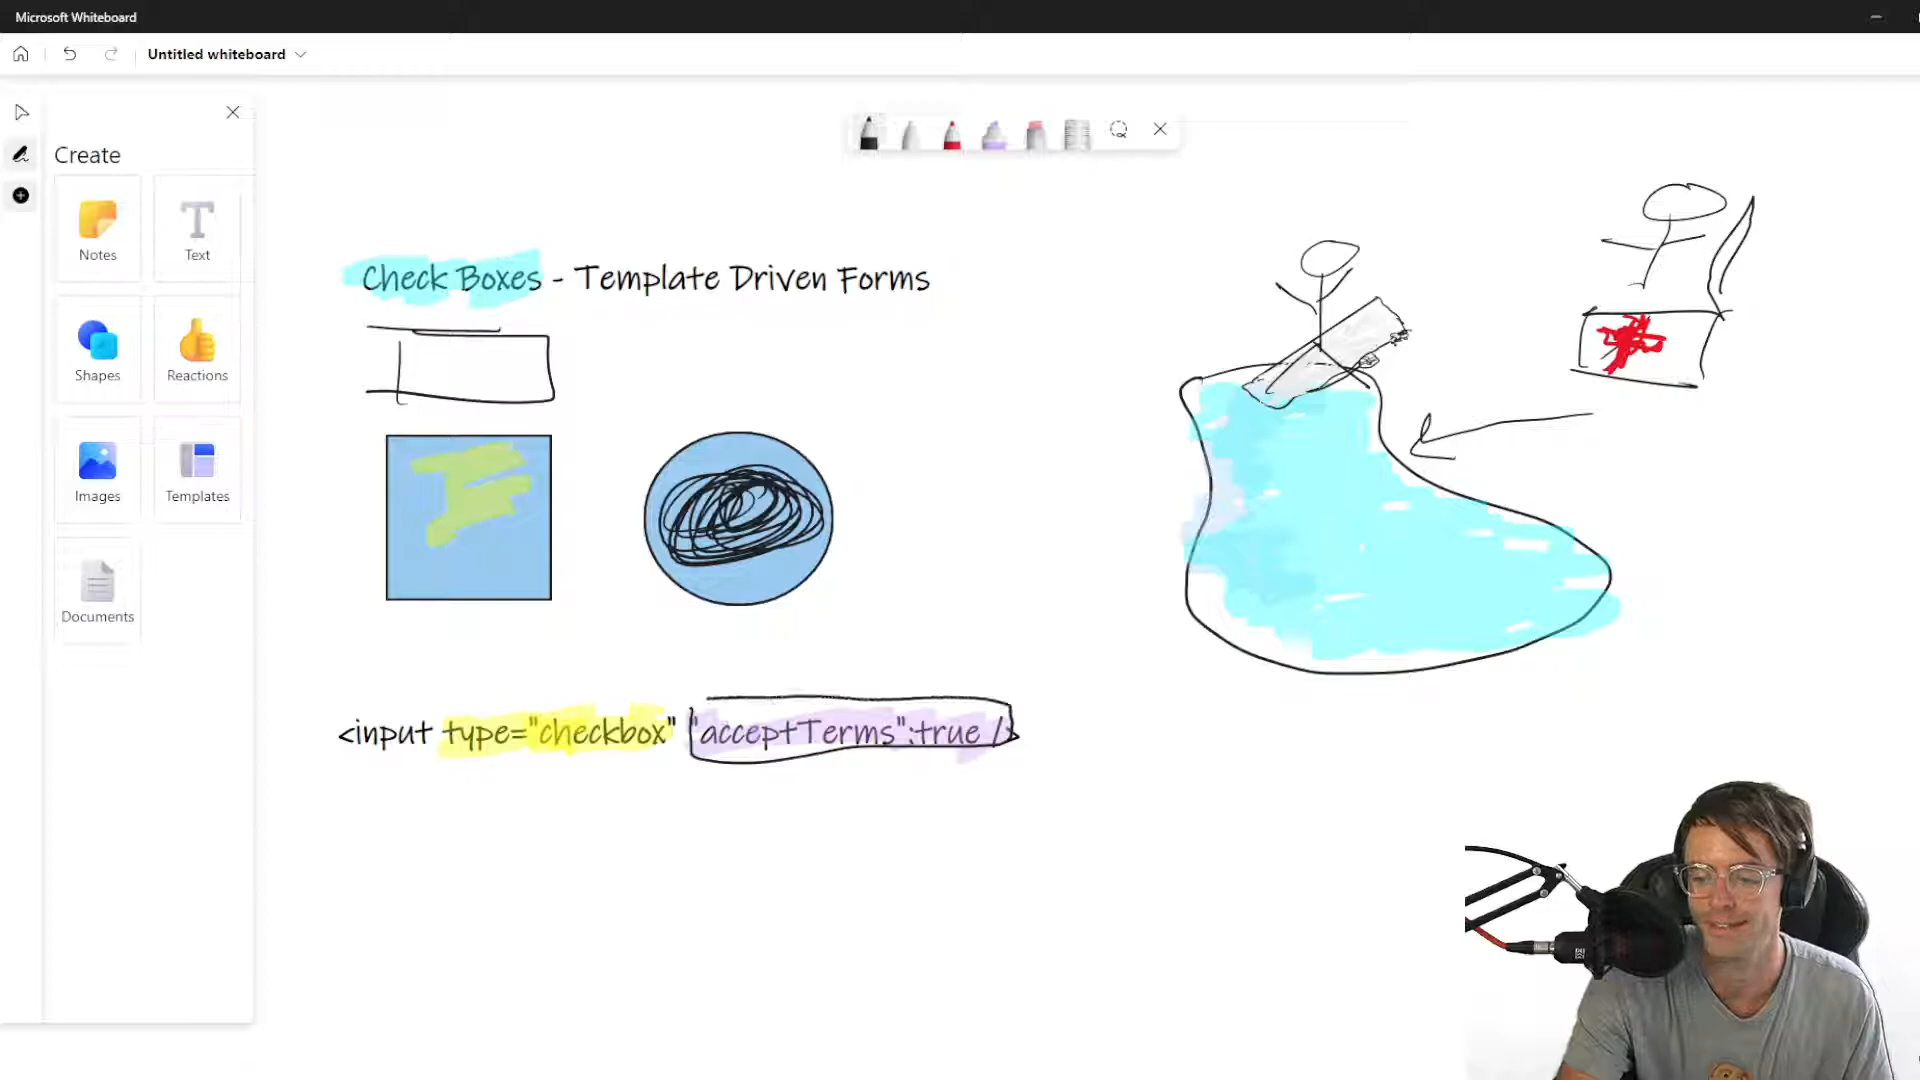 Microsoft Whiteboard
Untitled whiteboard
Create
Notes
Text
Shapes
Reactions
Images
Templates
Documents
Check Boxes - Template Driven Forms
<input type="checkbox" "acceptTerms":true />